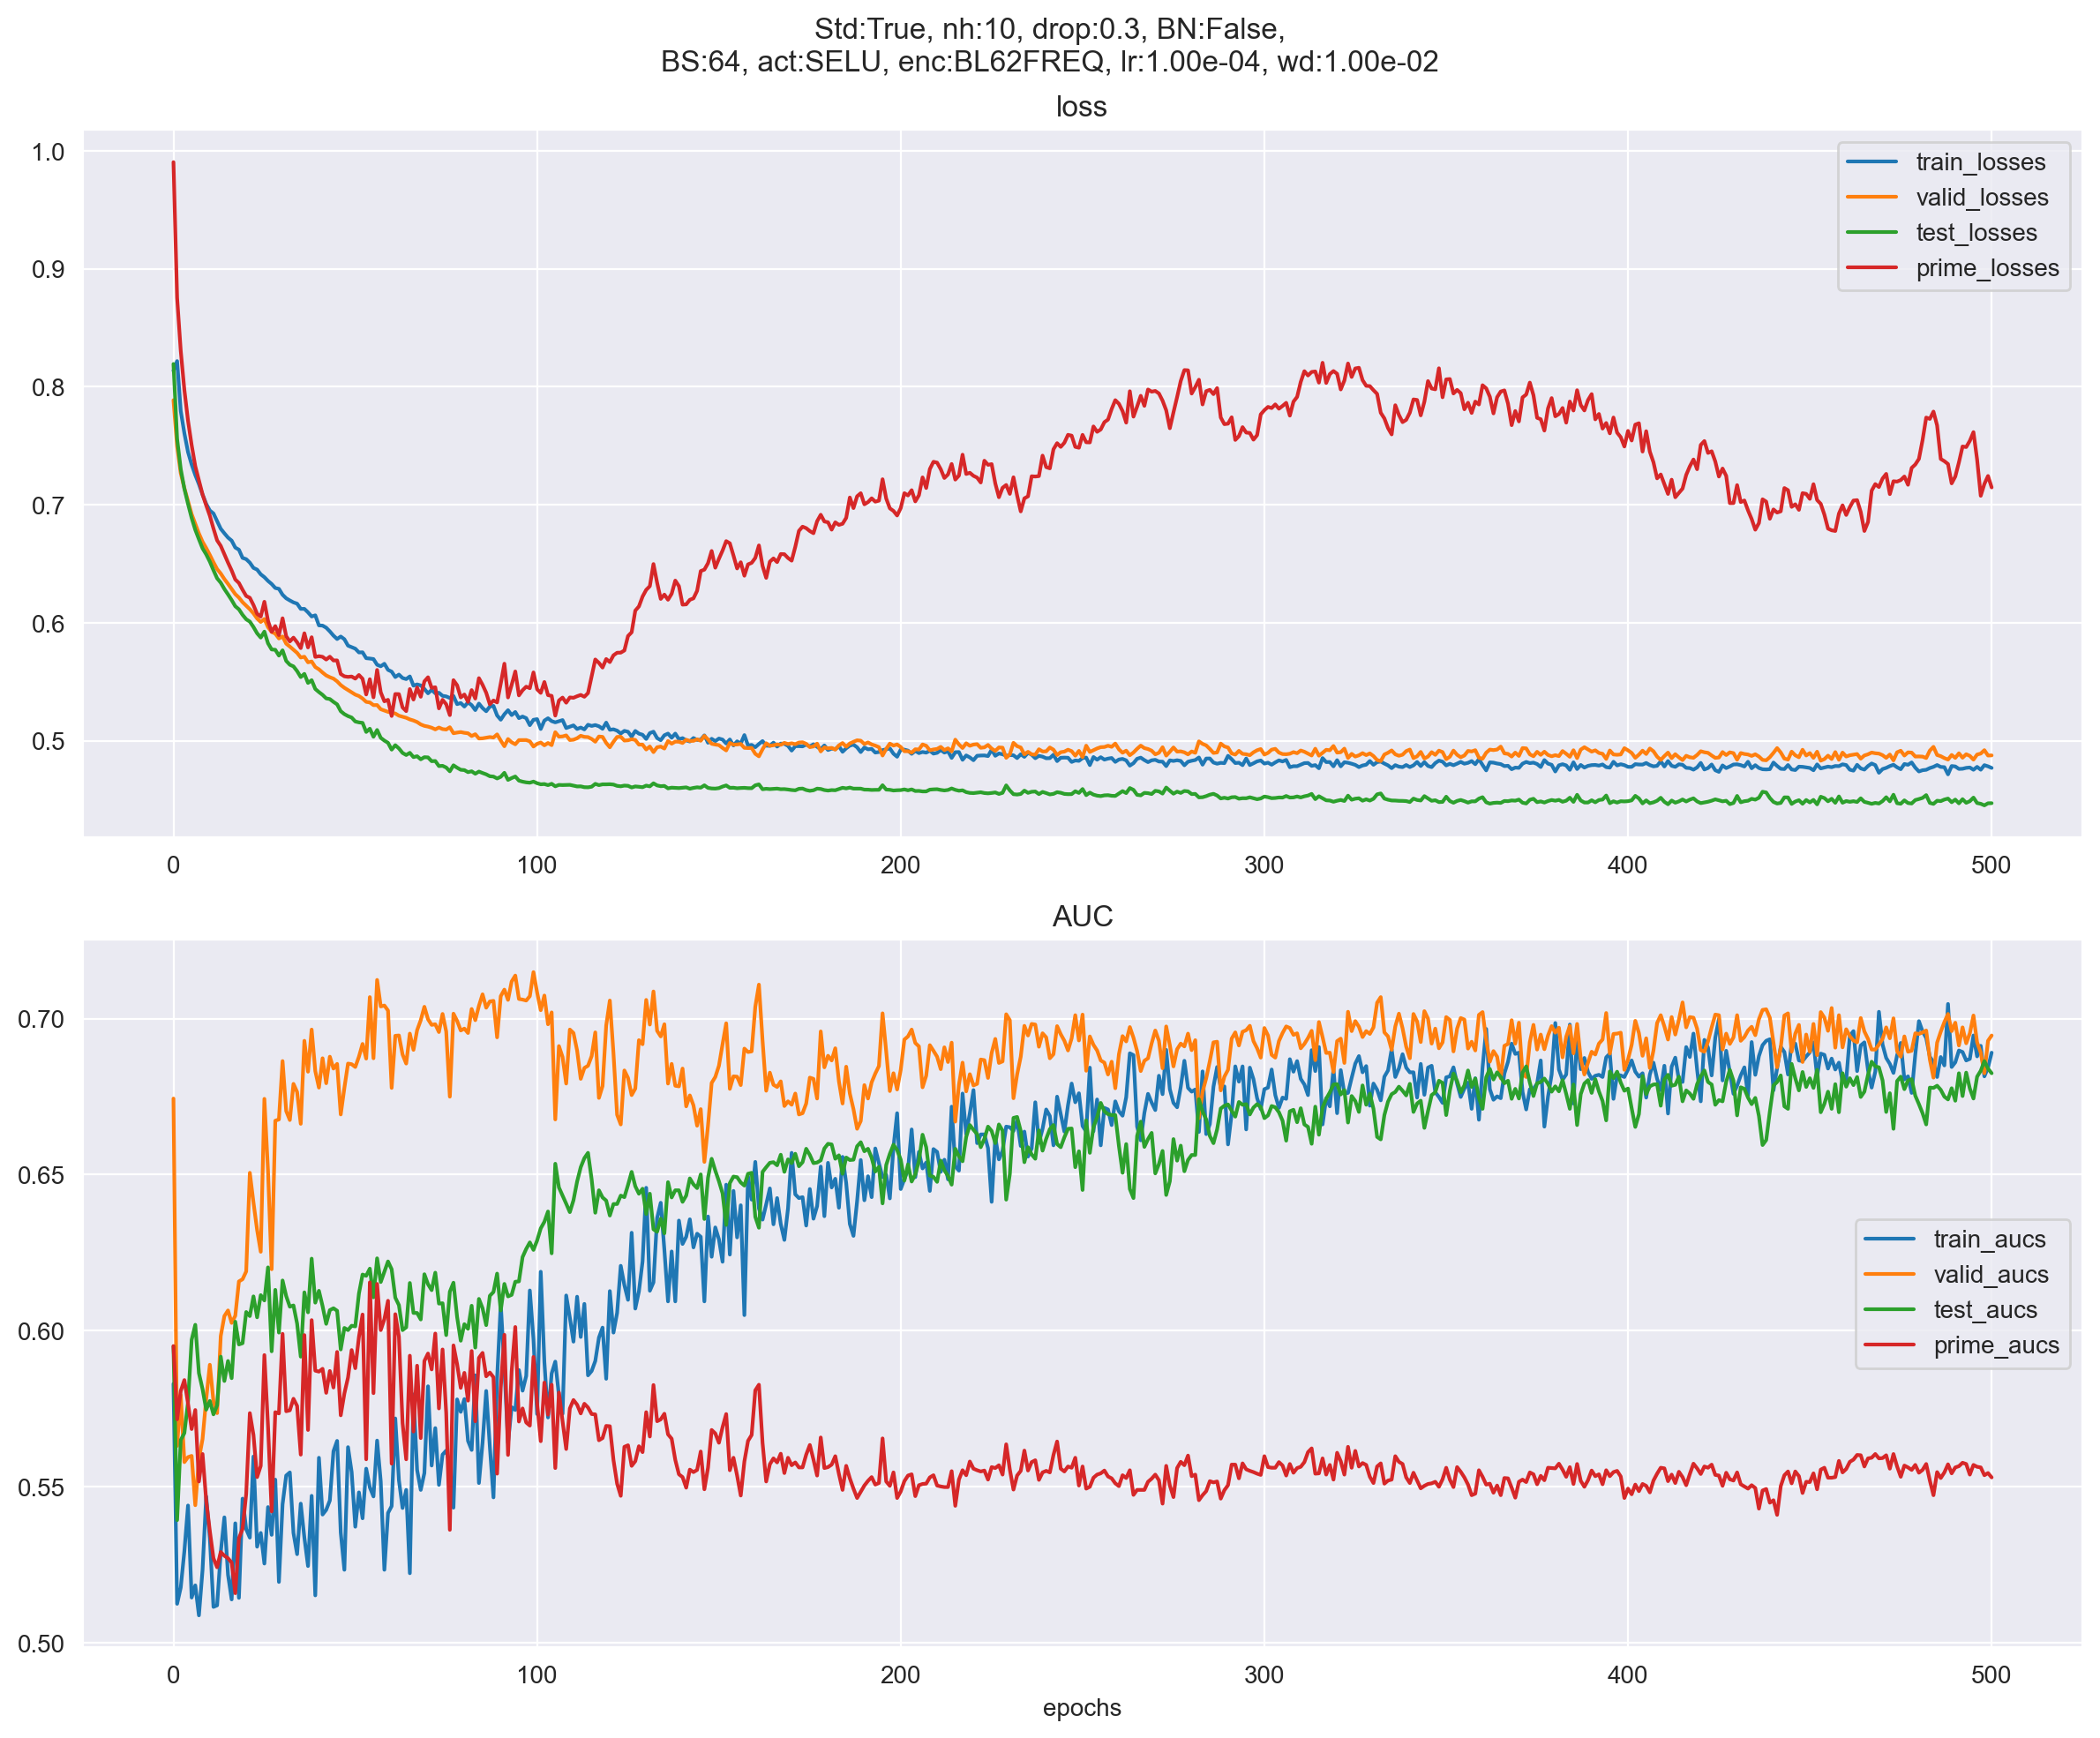 Std:True, nh:10, drop:0.3, BN:False,
BS:64, act:SELU, enc:BL62FREQ, lr:1.00e-04, wd:1.00e-02
loss
1.0
0.9
0.8
0.7
0.6
0.5
train_losses
valid_losses
test_losses
prime_losses
0 100 200 300 400 500
AUC
0.70
0.65
0.60
0.55
0.50
train_aucs
valid_aucs
test_aucs
prime_aucs
0 100 200 300 400 500
epochs